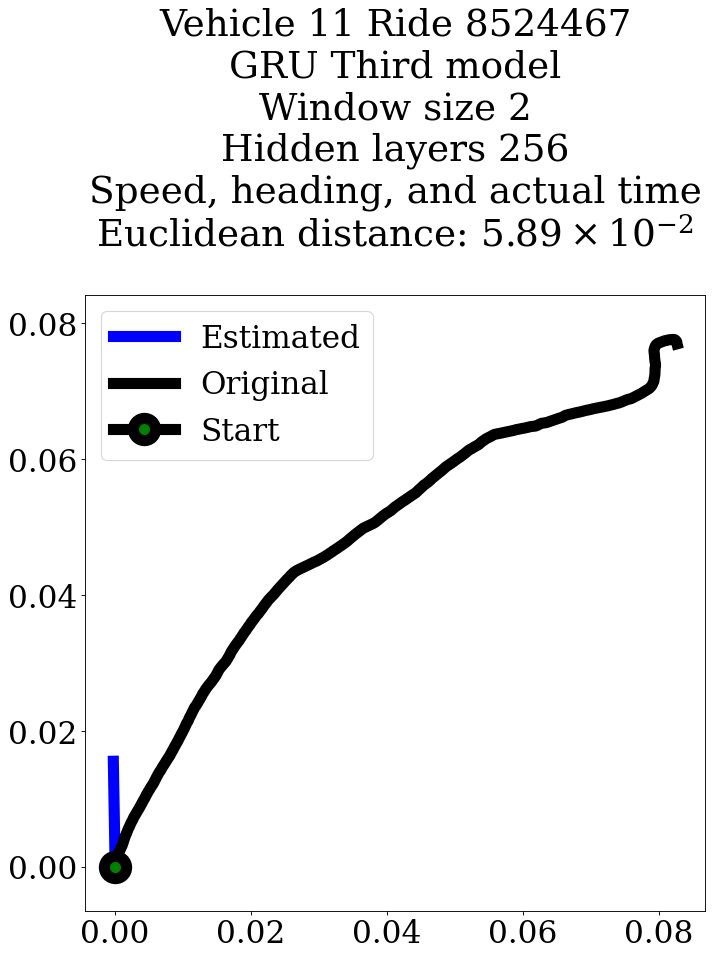 Vehicle 11 Ride 8524467
GRU Third model
Window size 2
Hidden layers 256
Speed, heading, and actual time
Euclidean distance: 5.89 × 10⁻²
Estimated
Original
Start
0.08
0.06
0.04
0.02
0.00
0.00 0.02 0.04 0.06 0.08